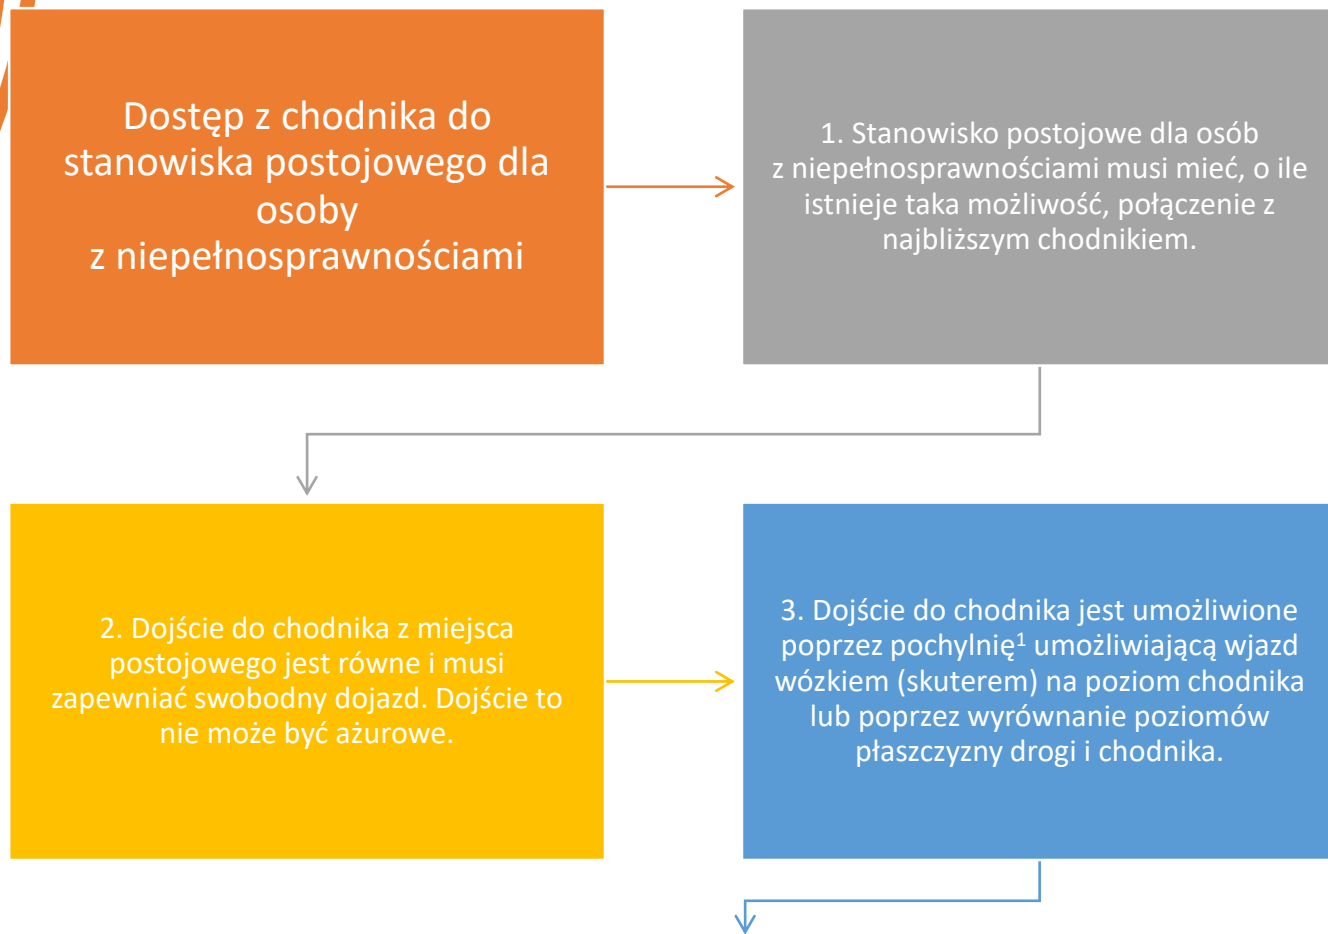 Dostęp z chodnika do
stanowiska postojowego dla
osoby
z niepełnosprawnościami
1. Stanowisko postojowe dla osób
z niepełnosprawnościami musi mieć, o ile
istnieje taka możliwość, połączenie z
najbliższym chodnikiem.
2. Dojście do chodnika z miejsca
postojowego jest równe i musi
zapewniać swobodny dojazd. Dojście to
nie może być ażurowe.
3. Dojście do chodnika jest umożliwione
poprzez pochylnię¹ umożliwiającą wjazd
wózkiem (skuterem) na poziom chodnika
lub poprzez wyrównanie poziomów
płaszczyzny drogi i chodnika.